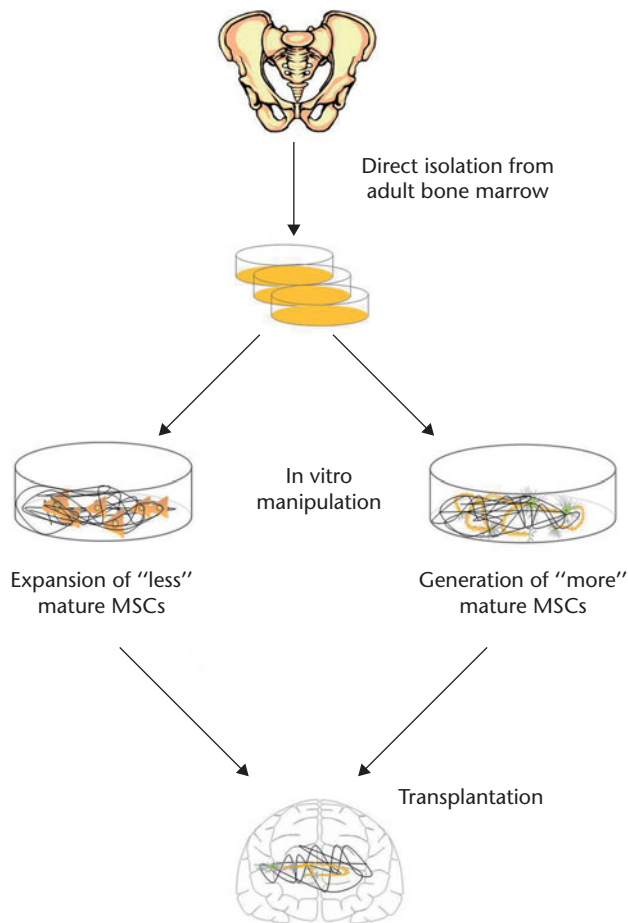 Direct isolation from
adult bone marrow
In vitro
manipulation
Expansion of “less”
mature MSCs
Generation of “more”
mature MSCs
Transplantation